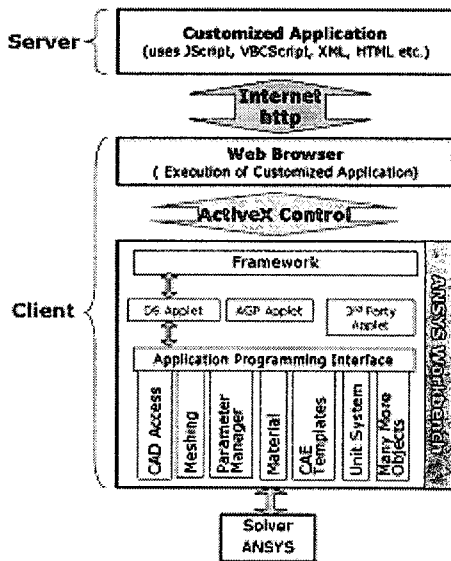 Server
Customized Application
(uses JScript, VBCScript, XML, HTML etc.)
Internet
http
Client
Web Browser
( Execution of Customized Application)
ActiveX Control
Framework
DS Applet
AGP Applet
3rd Party
Applet
Application Programming Interface
CAD Access
Meshing
Parameter
Manager
Material
CAE
Templates
Unit System
Many More
Objects
ANSYS Workbench
Solver
ANSYS